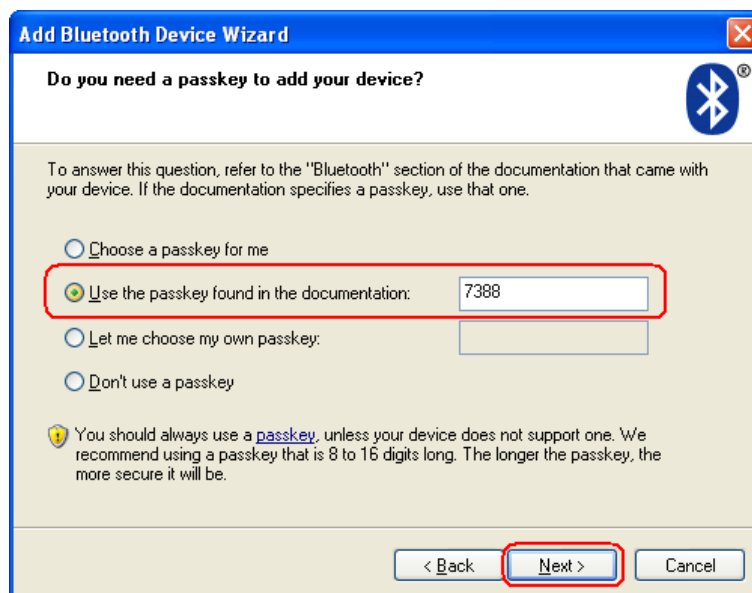 Add Bluetooth Device Wizard
Do you need a passkey to add your device?
®
To answer this question, refer to the "Bluetooth" section of the documentation that came with
your device. If the documentation specifies a passkey, use that one.
Choose a passkey for me
Use the passkey found in the documentation: 7388
Let me choose my own passkey:
Don't use a passkey
You should always use a passkey, unless your device does not support one. We
recommend using a passkey that is 8 to 16 digits long. The longer the passkey, the
more secure it will be.
< Back Next > Cancel